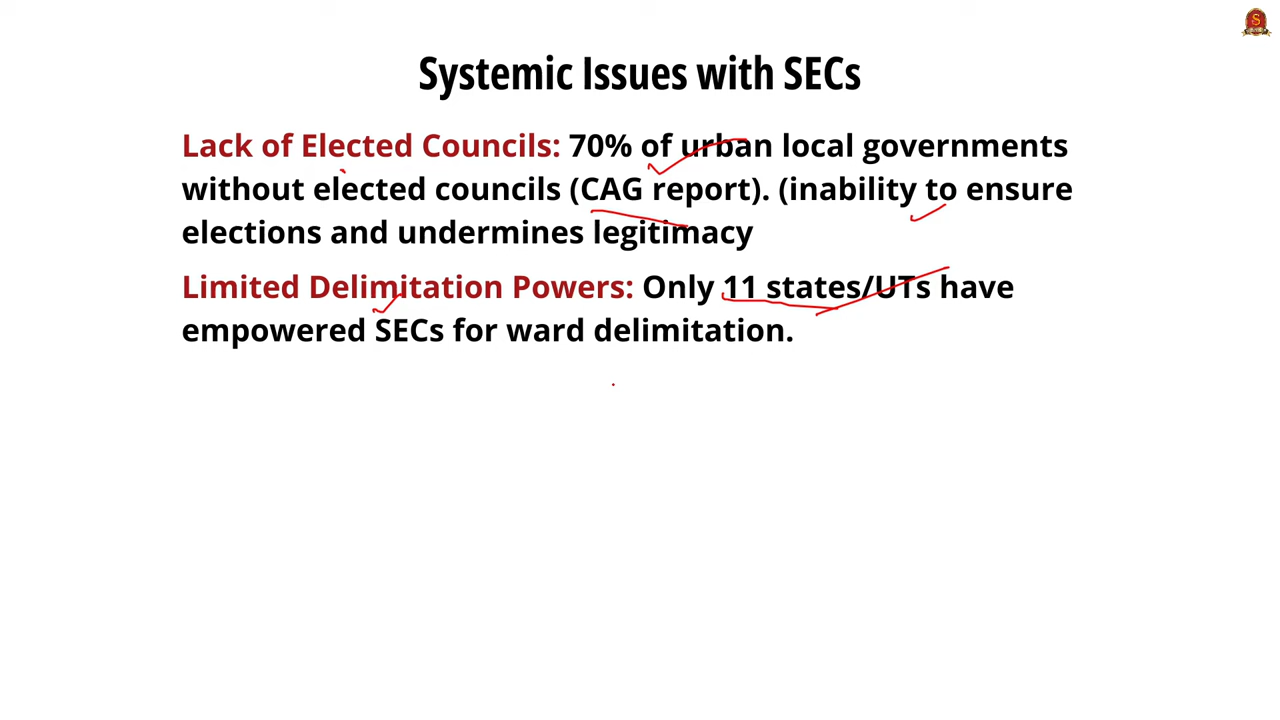 Systemic Issues with SECs
Lack of Elected Councils: 70% of urban local governments
without elected councils (CAG report). (inability to ensure
elections and undermines legitimacy
Limited Delimitation Powers: Only 11 states/UTs have
empowered SECs for ward delimitation.